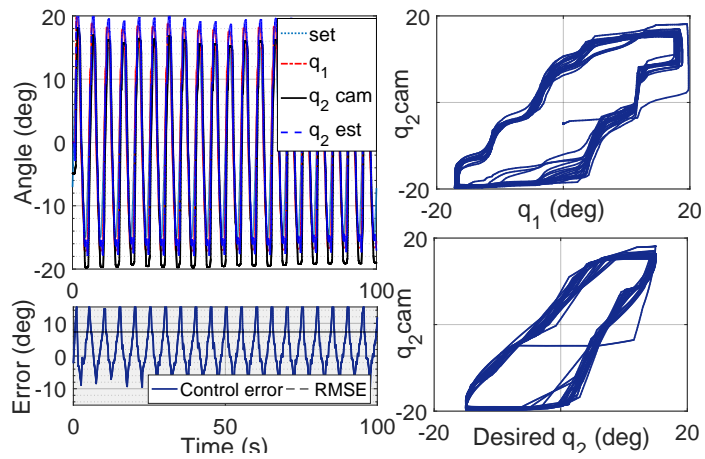 20
10
0
-10
-20
Angle (deg)
set
q1
q2 cam
q2 est
0
100
20
-20
q2cam
-20
20
q1 (deg)
10
0
-10
Error (deg)
Control error
RMSE
0
50
100
Time (s)
20
-20
q2cam
-20
20
Desired q2 (deg)